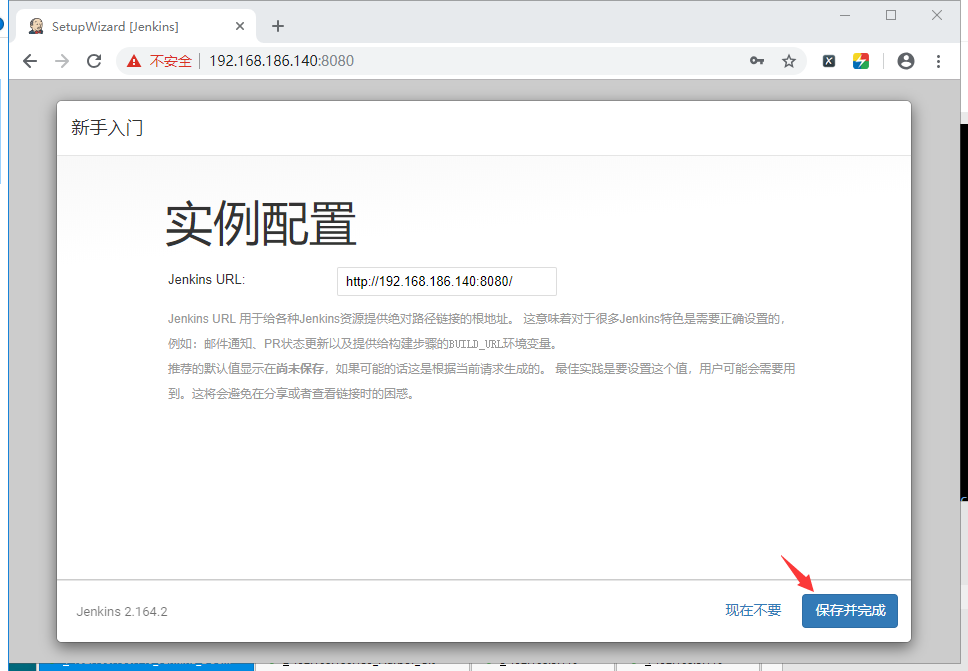 SetupWizard [Jenkins]
不安全 192.168.186.140:8080
新手入门
实例配置
Jenkins URL: http://192.168.186.140:8080/
Jenkins URL 用于给各种Jenkins资源提供绝对路径链接的根地址。 这意味着对于很多Jenkins特色是需要正确设置的，
例如：邮件通知、PR状态更新以及提供给构建步骤的BUILD_URL环境变量。
推荐的默认值显示在尚未保存，如果可能的话这是根据当前请求生成的。 最佳实践是要设置这个值，用户可能会需要用
到。这将会避免在分享或者查看链接时的困惑。
Jenkins 2.164.2 现在不要 保存并完成